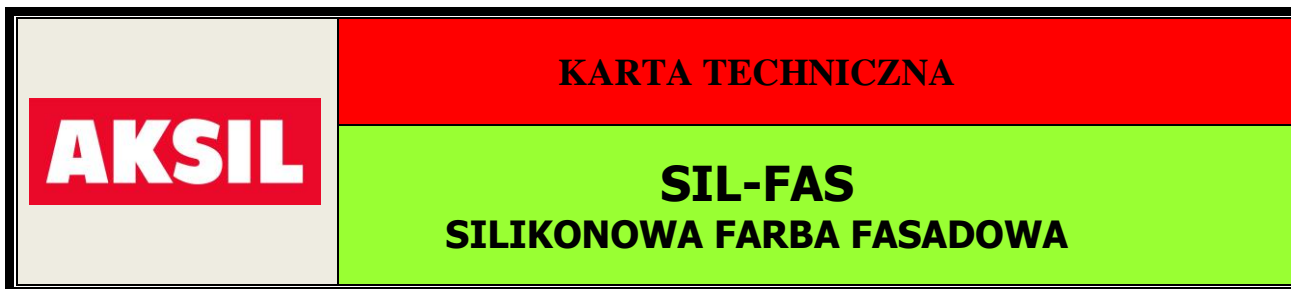 AKSIL
KARTA TECHNICZNA
SIL-FAS
SILIKONOWA FARBA FASADOWA